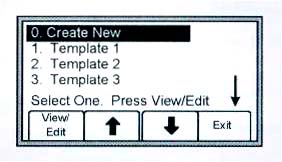 0. Create New
1. Template 1
2. Template 2
3. Template 3
Select One. Press View/Edit
View/
Edit
Exit